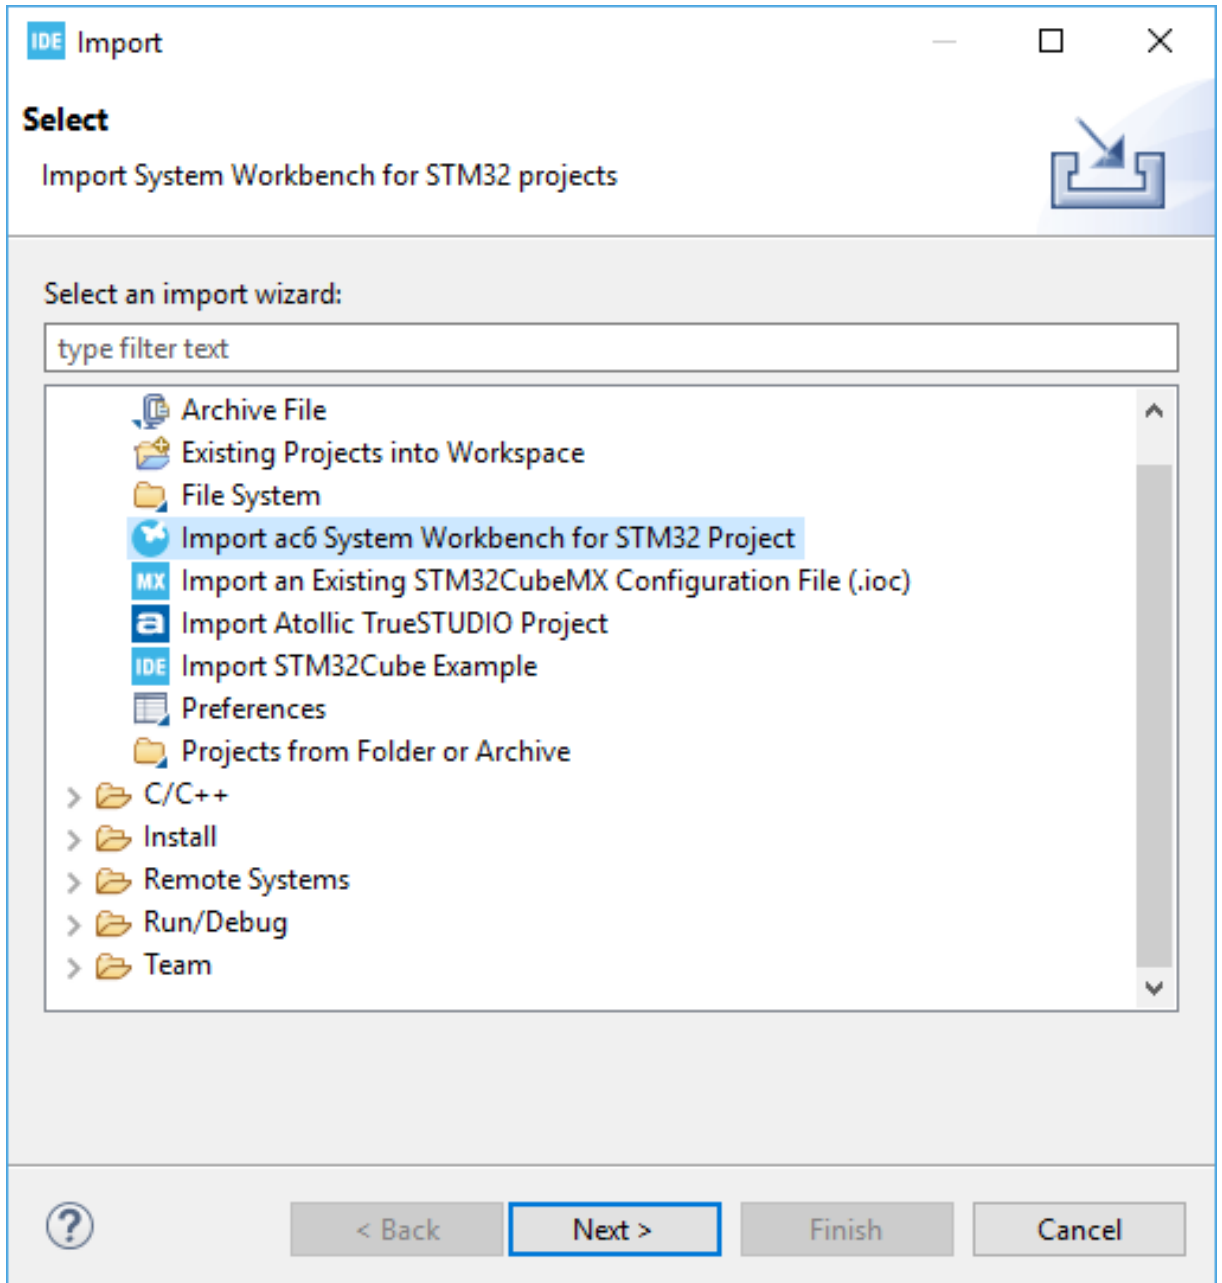 IDE Import
Select
Import System Workbench for STM32 projects
Select an import wizard:
type filter text
Archive File
Existing Projects into Workspace
File System
Import ac6 System Workbench for STM32 Project
MX Import an Existing STM32CubeMX Configuration File (.ioc)
a Import Atollic TrueSTUDIO Project
IDE Import STM32Cube Example
Preferences
Projects from Folder or Archive
C/C++
Install
Remote Systems
Run/Debug
Team
? < Back Next > Finish Cancel